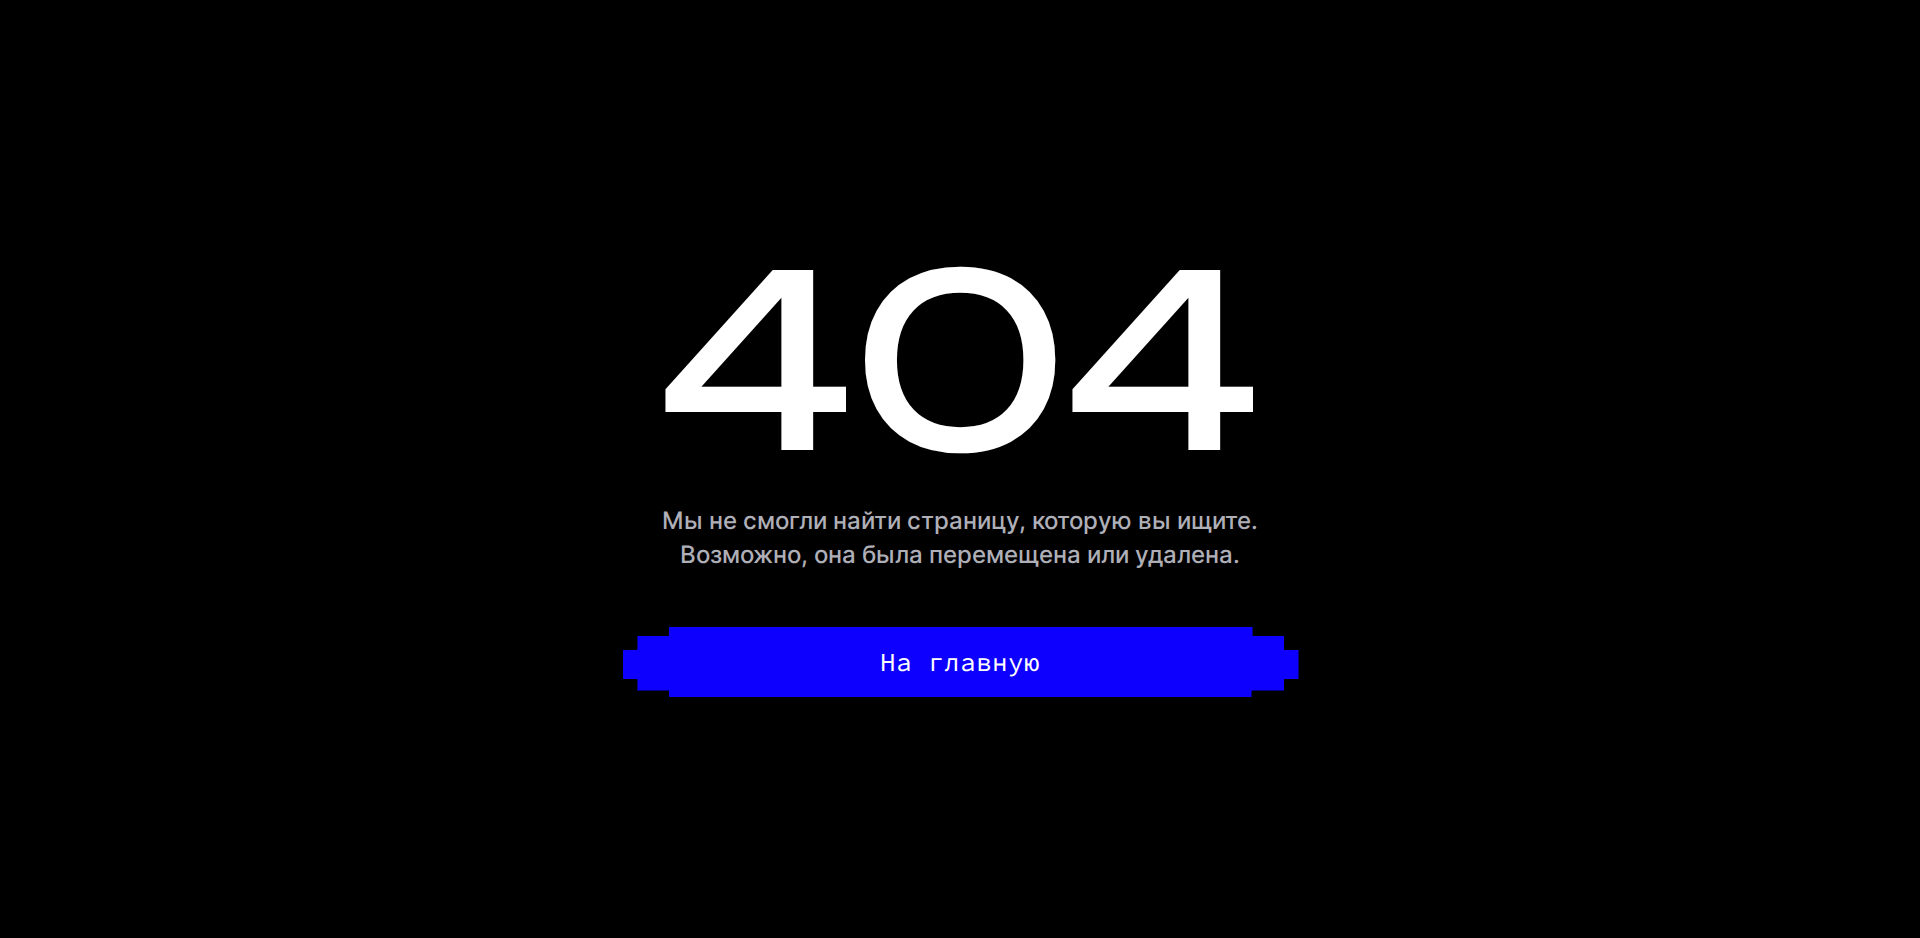 404
Мы не смогли найти страницу, которую вы ищите.
Возможно, она была перемещена или удалена.
На главную